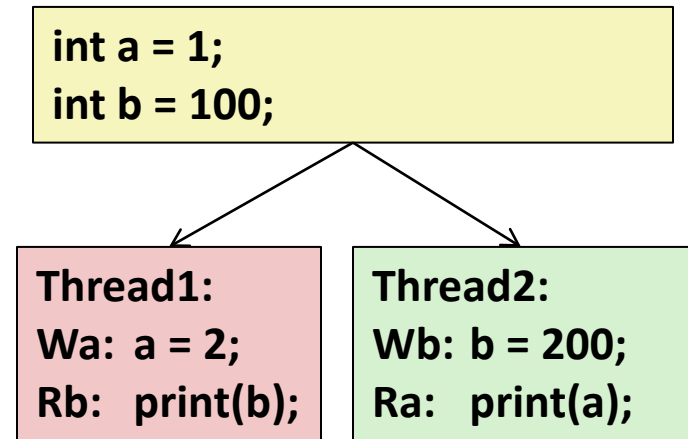 int a = 1;
int b = 100;
Thread1:
Wa: a = 2;
Rb: print(b);
Thread2:
Wb: b = 200;
Ra: print(a);